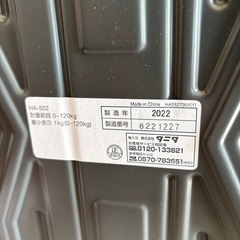 Made in China HA5527301(1)
HA-552
計量範囲 0~120kg
最小表示 1kg(0~120kg)
製造年 2022
製造番号 8221227
輸入元 株式会社 タニタ
お客様サービス相談室
0120-133821
0570-783551